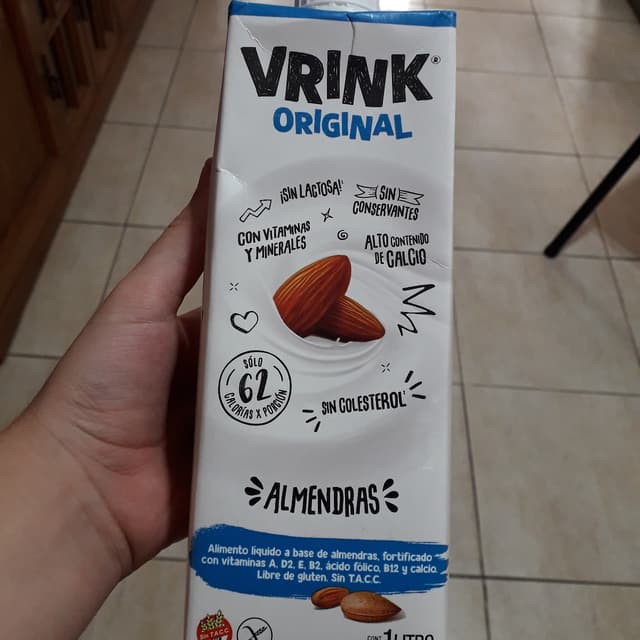 VRINK®
ORIGINAL
¡SIN LACTOSA!
SIN
CONSERVANTES
CON VITAMINAS
Y MINERALES
ALTO CONTENIDO
DE CALCIO
SÓLO
62
CALORÍAS X PORCIÓN
SIN COLESTEROL
ALMENDRAS
Alimento líquido a base de almendras, fortificado
con vitaminas A, D2, E, B2, ácido fólico, B12 y calcio.
Libre de gluten. Sin T.A.C.C.
SIN T.A.C.C.
CONT. 1 LITRO